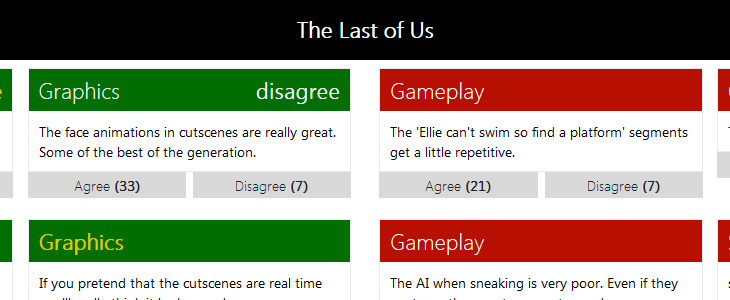 The Last of Us
Graphics disagree
The face animations in cutscenes are really great.
Some of the best of the generation.
Agree (33) Disagree (7)
Gameplay
The 'Ellie can't swim so find a platform' segments
get a little repetitive.
Agree (21) Disagree (7)
Graphics
If you pretend that the cutscenes are real time
Gameplay
The AI when sneaking is very poor. Even if they